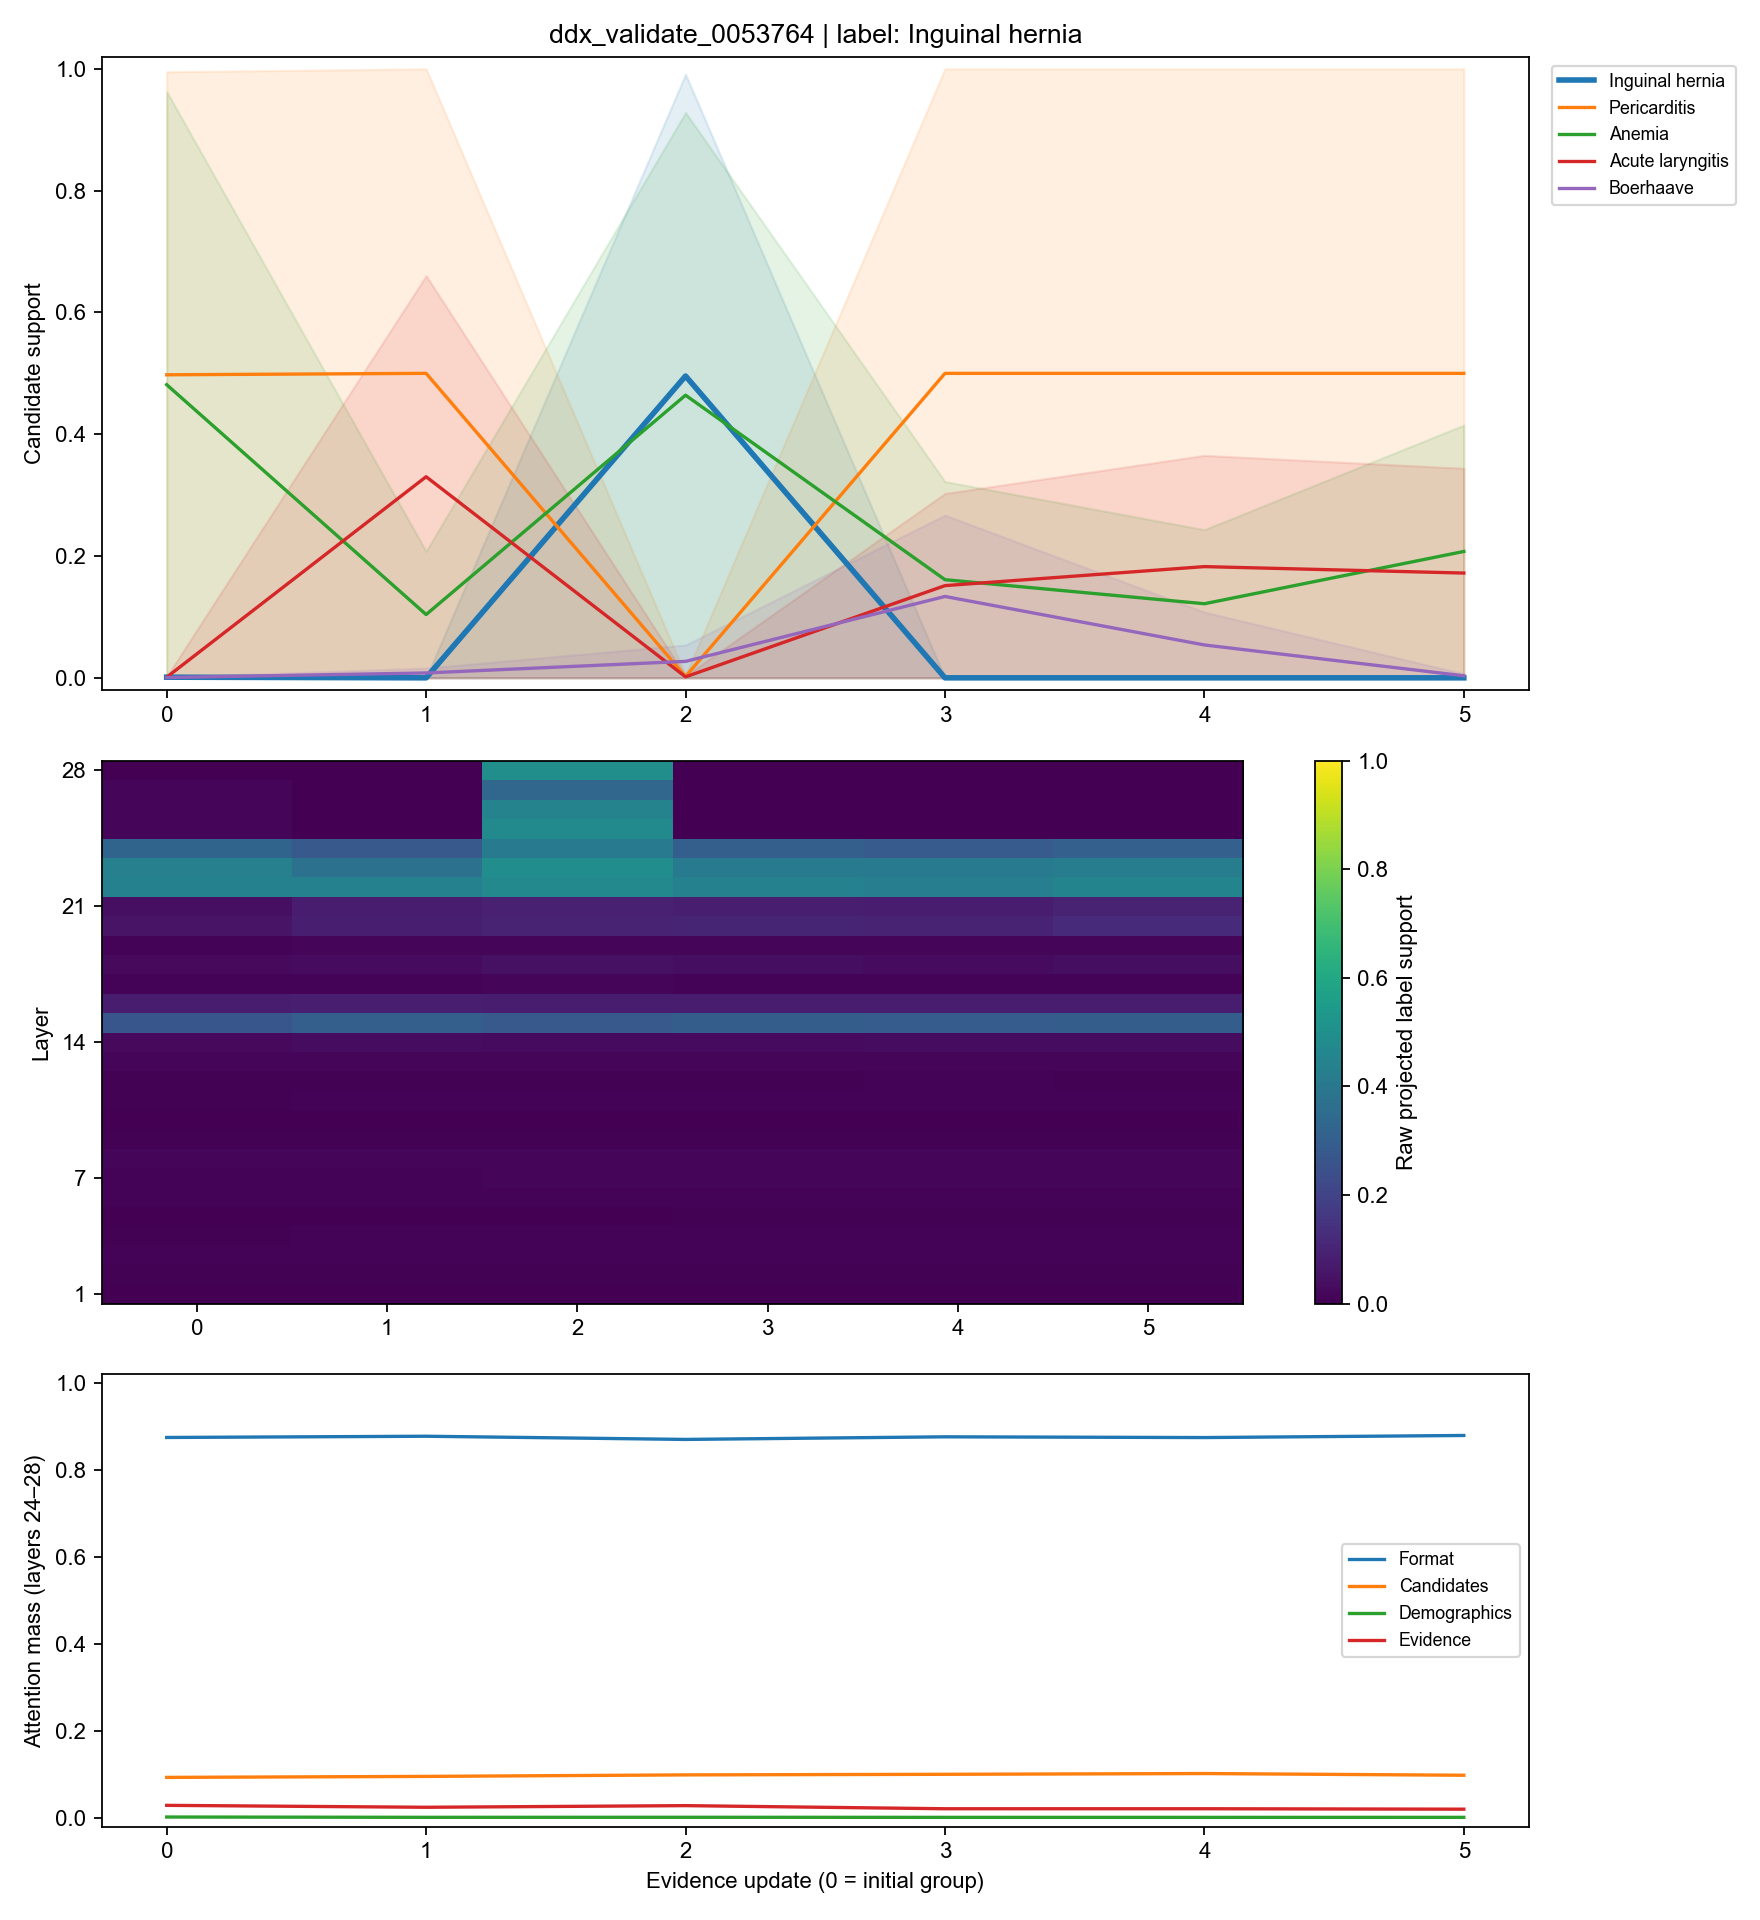 ddx_validate_0053764 | label: Inguinal hernia
Candidate support
1.0
0.8
0.6
0.4
0.2
0.0
0 1 2 3 4 5
Inguinal hernia
Pericarditis
Anemia
Acute laryngitis
Boerhaave
Layer
28
21
14
7
1
0 1 2 3 4 5
1.0
0.8
0.6
0.4
0.2
0.0
Raw projected label support
Attention mass (layers 24–28)
1.0
0.8
0.6
0.4
0.2
0.0
Format
Candidates
Demographics
Evidence
0 1 2 3 4 5
Evidence update (0 = initial group)